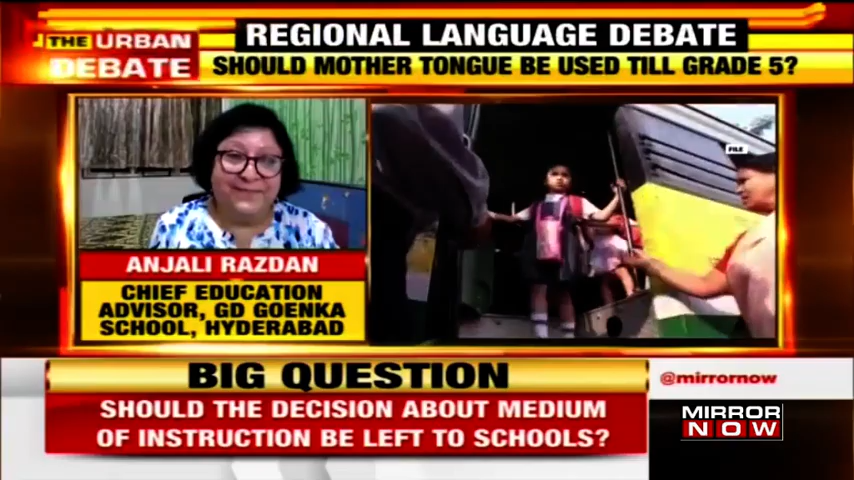 THE URBAN
DEBATE
REGIONAL LANGUAGE DEBATE
SHOULD MOTHER TONGUE BE USED TILL GRADE 5?
FILE
ANJALI RAZDAN
CHIEF EDUCATION
ADVISOR, GD GOENKA
SCHOOL, HYDERABAD
BIG QUESTION
SHOULD THE DECISION ABOUT MEDIUM
OF INSTRUCTION BE LEFT TO SCHOOLS?
@mirrornow
MIRROR
NOW